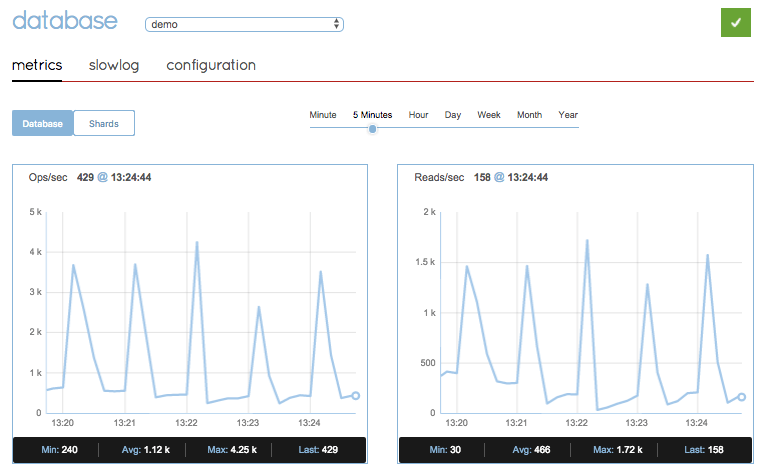 database
demo
metrics slowlog configuration
Database Shards
Minute 5 Minutes Hour Day Week Month Year
Ops/sec 429 @ 13:24:44
5 k
4 k
3 k
2 k
1 k
0
13:20 13:21 13:22 13:23 13:24
Min: 240 Avg: 1.12 k Max: 4.25 k Last: 429
Reads/sec 158 @ 13:24:44
2 k
1.5 k
1 k
500
0
13:20 13:21 13:22 13:23 13:24
Min: 30 Avg: 466 Max: 1.72 k Last: 158